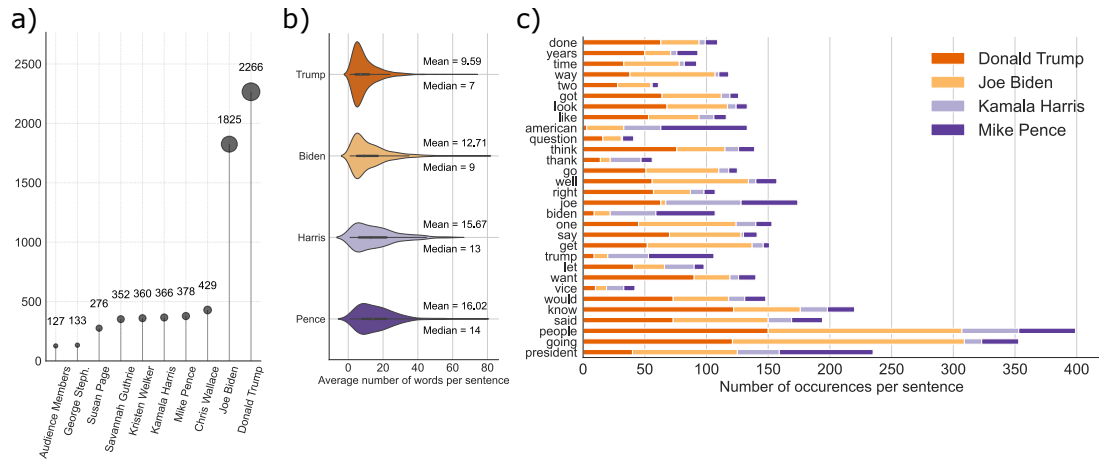 a)
2500
2000
1500
1000
500
0
127
133
276
352
360
366
378
429
1825
2266
Audience Members
George Steph.
Susan Page
Savannah Guthrie
Kristen Welker
Kamala Harris
Mike Pence
Chris Wallace
Joe Biden
Donald Trump
b)
Trump
Mean = 9.59
Median = 7
Biden
Mean = 12.71
Median = 9
Harris
Mean = 15.67
Median = 13
Pence
Mean = 16.02
Median = 14
0 20 40 60 80
Average number of words per sentence
c)
done
years
time
way
two
got
look
like
american
question
think
thank
go
well
right
joe
biden
one
say
get
trump
let
want
vice
would
know
said
people
going
president
Donald Trump
Joe Biden
Kamala Harris
Mike Pence
0 50 100 150 200 250 300 350 400
Number of occurences per sentence